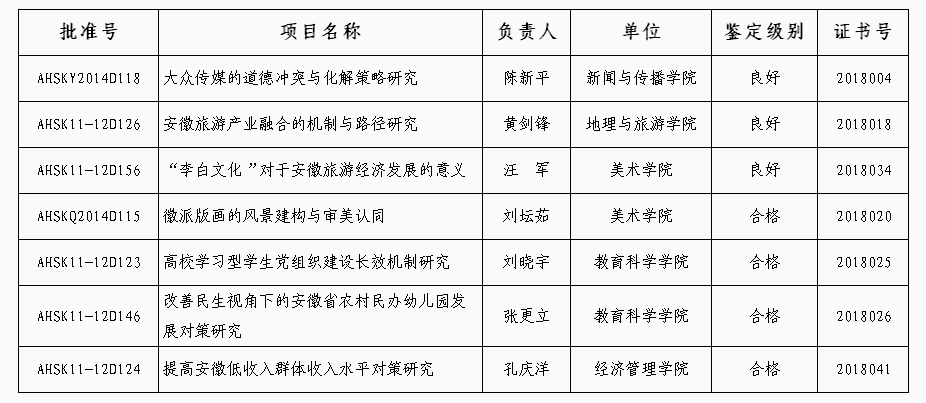 批准号 项目名称 负责人 单位 鉴定级别 证书号
AHSKY2014D118 大众传媒的道德冲突与化解策略研究 陈新平 新闻与传播学院 良好 2018004
AHSK11-12D126 安徽旅游产业融合的机制与路径研究 黄剑锋 地理与旅游学院 良好 2018018
AHSK11-12D156 “李白文化 ”对于安徽旅游经济发展的意义 汪 军 美术学院 良好 2018034
AHSKQ2014D115 徽派版画的风景建构与审美认同 刘坛茹 美术学院 合格 2018020
AHSK11-12D123 高校学习型学生党组织建设长效机制研究 刘晓宇 教育科学学院 合格 2018025
AHSK11-12D146 改善民生视角下的安徽省农村民办幼儿园发 张更立 教育科学学院 合格 2018026
展对策研究
AHSK11-12D124 提高安徽低收入群体收入水平对策研究 孔庆洋 经济管理学院 合格 2018041